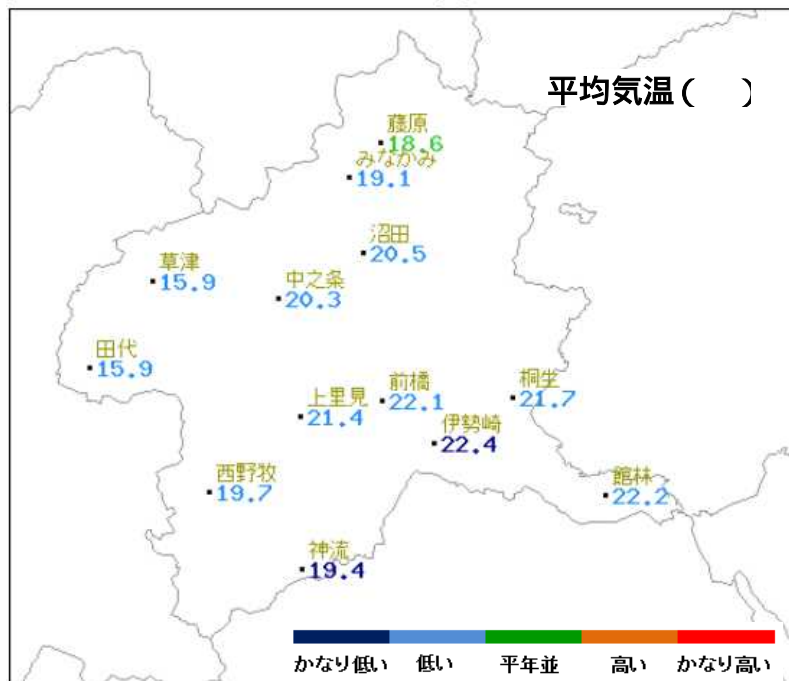 平均気温(　)
藤原
18.6
みなかみ
19.1
沼田
20.5
草津
15.9
中之条
20.3
田代
15.9
前橋
22.1
桐生
21.7
上里見
21.4
伊勢崎
22.4
西野牧
19.7
館林
22.2
神流
19.4
かなり低い 低い 平年並 高い かなり高い